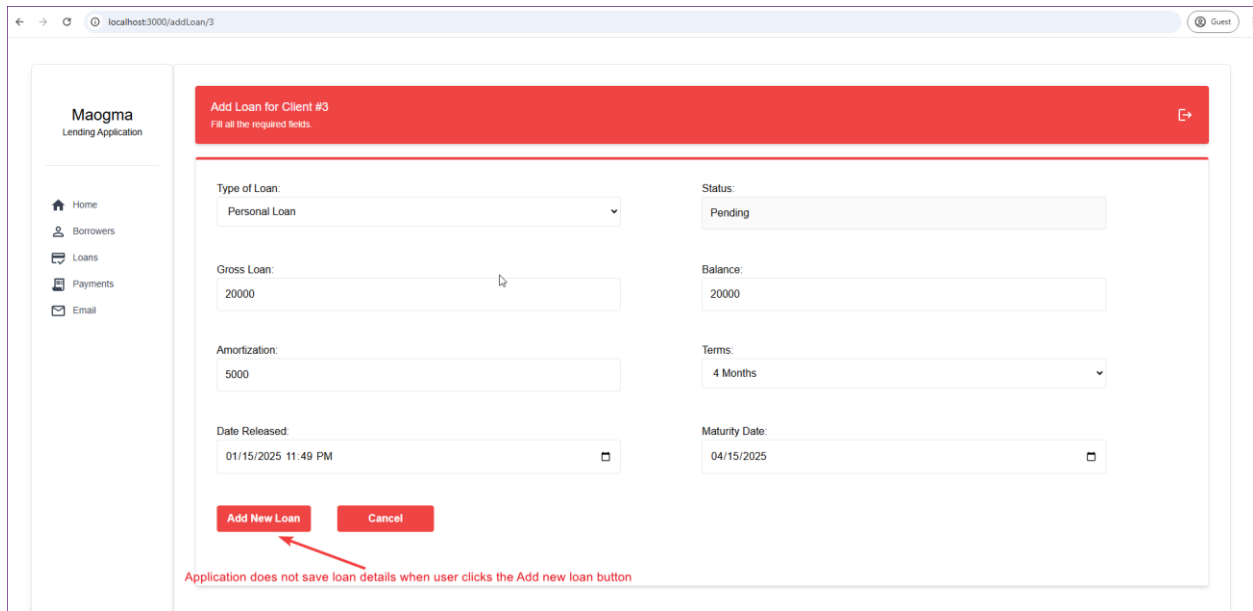 localhost:3000/addLoan/3
Guest
Maogma
Lending Application
Home
Borrowers
Loans
Payments
Email
Add Loan for Client #3
Fill all the required fields.
Type of Loan:
Personal Loan
Status:
Pending
Gross Loan:
20000
Balance:
20000
Amortization:
5000
Terms:
4 Months
Date Released:
01/15/2025 11:49 PM
Maturity Date:
04/15/2025
Add New Loan
Cancel
Application does not save loan details when user clicks the Add new loan button